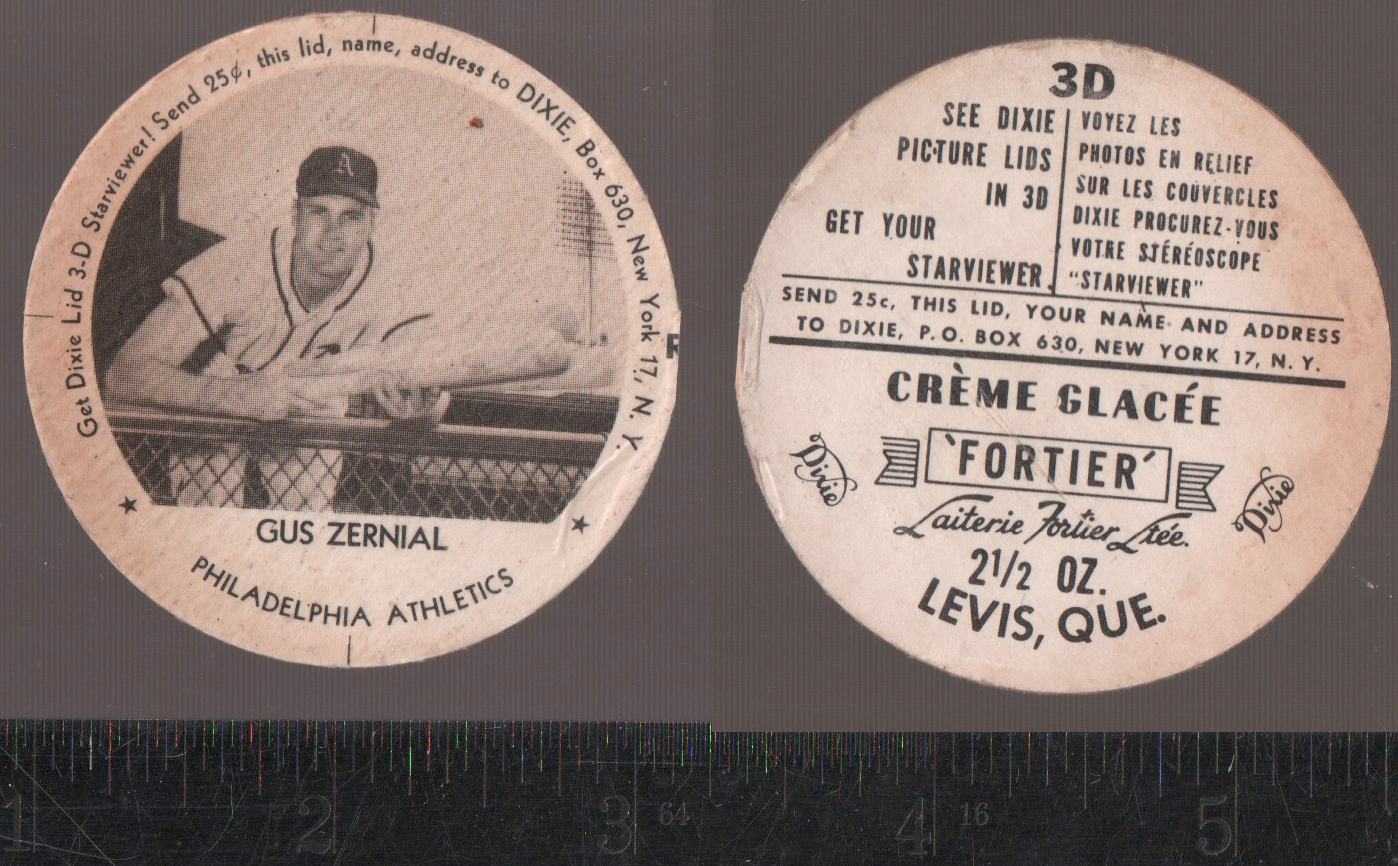 Get Dixie Lid 3-D Starviewer! Send 25¢, this lid, name, address to DIXIE, Box 630, New York 17, N. Y.
A
R
GUS ZERNIAL
PHILADELPHIA ATHLETICS
3D
SEE DIXIE
PICTURE LIDS
IN 3D
GET YOUR
STARVIEWER.
VOYEZ LES
PHOTOS EN RELIEF
SUR LES COUVERCLES
DIXIE PROCUREZ-VOUS
VOTRE STÉRÉOSCOPE
"STARVIEWER"
SEND 25c, THIS LID, YOUR NAME AND ADDRESS
TO DIXIE, P.O. BOX 630, NEW YORK 17, N. Y.
CRÈME GLACÉE
Dixie
'FORTIER'
Dixie
Laiterie Fortier Ltée.
2 1/2 OZ.
LEVIS, QUE.
1 2 3 64 4 16 5